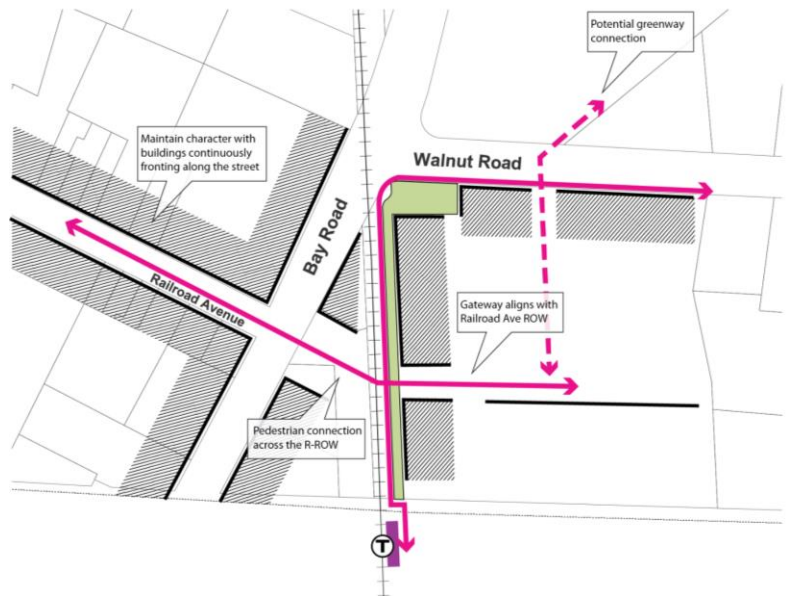 Potential greenway
connection
Maintain character with
buildings continuously
fronting along the street
Walnut Road
Bay Road
Railroad Avenue
Gateway aligns with
Railroad Ave ROW
Pedestrian connection
across the R-ROW
T